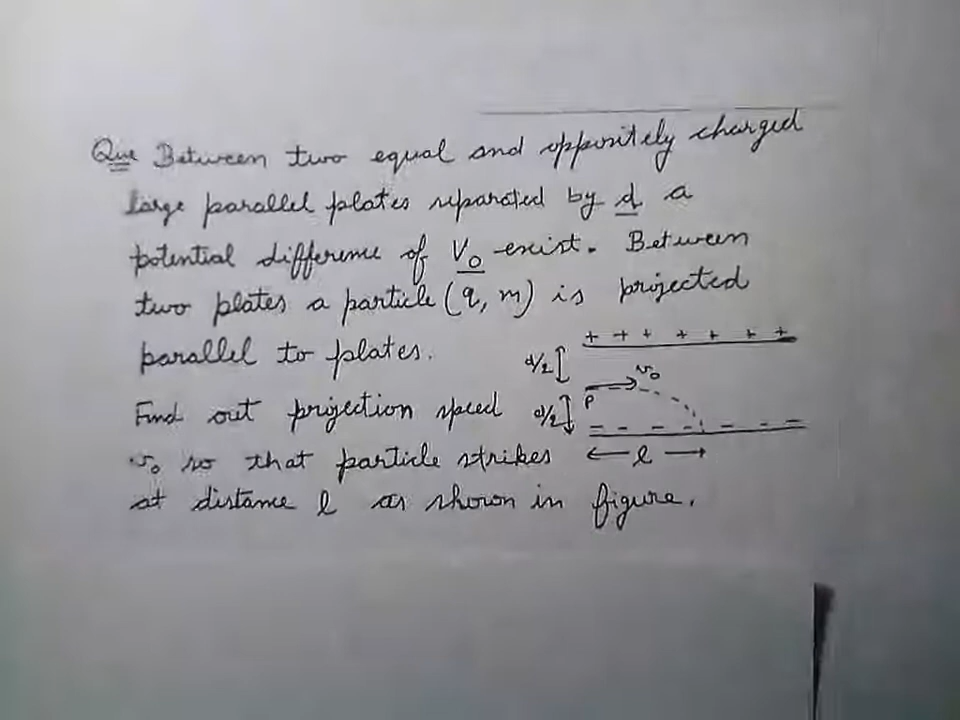 Que Between two equal and oppositely charged
large parallel plates separated by d a
potential difference of V₀ exist. Between
two plates a particle (q, m) is projected
parallel to plates.
+ + + + + + +
d/2
v₀
P
d/2
Find out projection speed
v₀ so that particle strikes
l
at distance l as shown in figure.